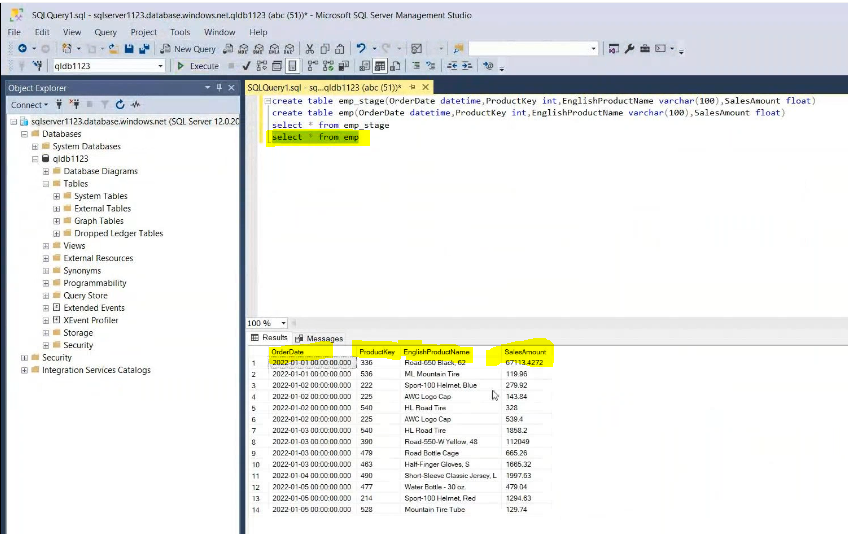 SQLQuery1.sql - sqlserver1123.database.windows.net.qldb1123 (abc (51))* - Microsoft SQL Server Management Studio
File Edit View Query Project Tools Window Help
New Query
qldb1123 Execute
Object Explorer
Connect
sqlserver1123.database.windows.net (SQL Server 12.0.20
Databases
System Databases
qldb1123
Database Diagrams
Tables
System Tables
External Tables
Graph Tables
Dropped Ledger Tables
Views
External Resources
Synonyms
Programmability
Query Store
Extended Events
XEvent Profiler
Storage
Security
Security
Integration Services Catalogs
SQLQuery1.sql - sq...qldb1123 (abc (51))*
create table emp_stage(OrderDate datetime,ProductKey int,EnglishProductName varchar(100),SalesAmount float)
create table emp(OrderDate datetime,ProductKey int,EnglishProductName varchar(100),SalesAmount float)
select * from emp_stage
select * from emp
100 %
Results Messages
OrderDate ProductKey EnglishProductName SalesAmount
1 2022-01-01 00:00:00.000 336 Road-650 Black, 62 67113.4272
2 2022-01-01 00:00:00.000 536 ML Mountain Tire 119.96
3 2022-01-02 00:00:00.000 222 Sport-100 Helmet, Blue 279.92
4 2022-01-02 00:00:00.000 225 AWC Logo Cap 143.84
5 2022-01-02 00:00:00.000 540 HL Road Tire 328
6 2022-01-02 00:00:00.000 225 AWC Logo Cap 539.4
7 2022-01-03 00:00:00.000 540 HL Road Tire 1858.2
8 2022-01-03 00:00:00.000 390 Road-550-W Yellow, 48 112049
9 2022-01-03 00:00:00.000 479 Road Bottle Cage 665.26
10 2022-01-03 00:00:00.000 463 Half-Finger Gloves, S 1665.32
11 2022-01-04 00:00:00.000 490 Short-Sleeve Classic Jersey, L 1997.63
12 2022-01-05 00:00:00.000 477 Water Bottle - 30 oz. 479.04
13 2022-01-05 00:00:00.000 214 Sport-100 Helmet, Red 1294.63
14 2022-01-05 00:00:00.000 528 Mountain Tire Tube 129.74